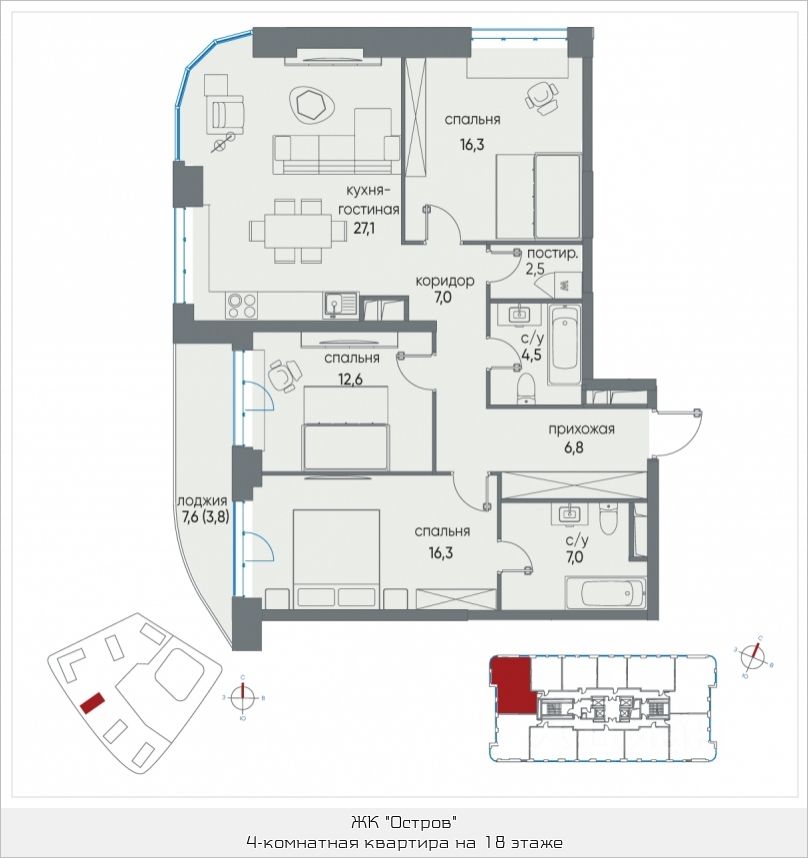 спальня
16,3
кухня-
гостиная
27,1
постир.
2,5
коридор
7,0
с/у
4,5
спальня
12,6
прихожая
6,8
лоджия
7,6 (3,8)
спальня
16,3
с/у
7,0
С
З
В
Ю
С
З
В
Ю
ЖК "Остров"
4-комнатная квартира на 18 этаже